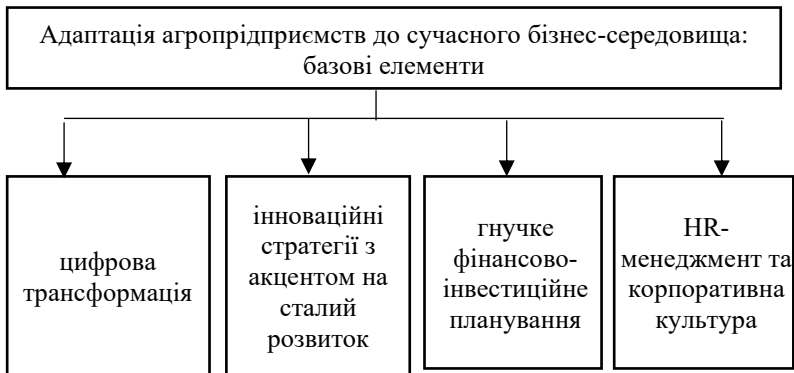 Адаптація агропрідприємств до сучасного бізнес-середовища:
базові елементи
цифрова
трансформація
інноваційні
стратегії з
акцентом на
сталий
розвиток
гнучке
фінансово-
інвестиційне
планування
HR-
менеджмент та
корпоративна
культура